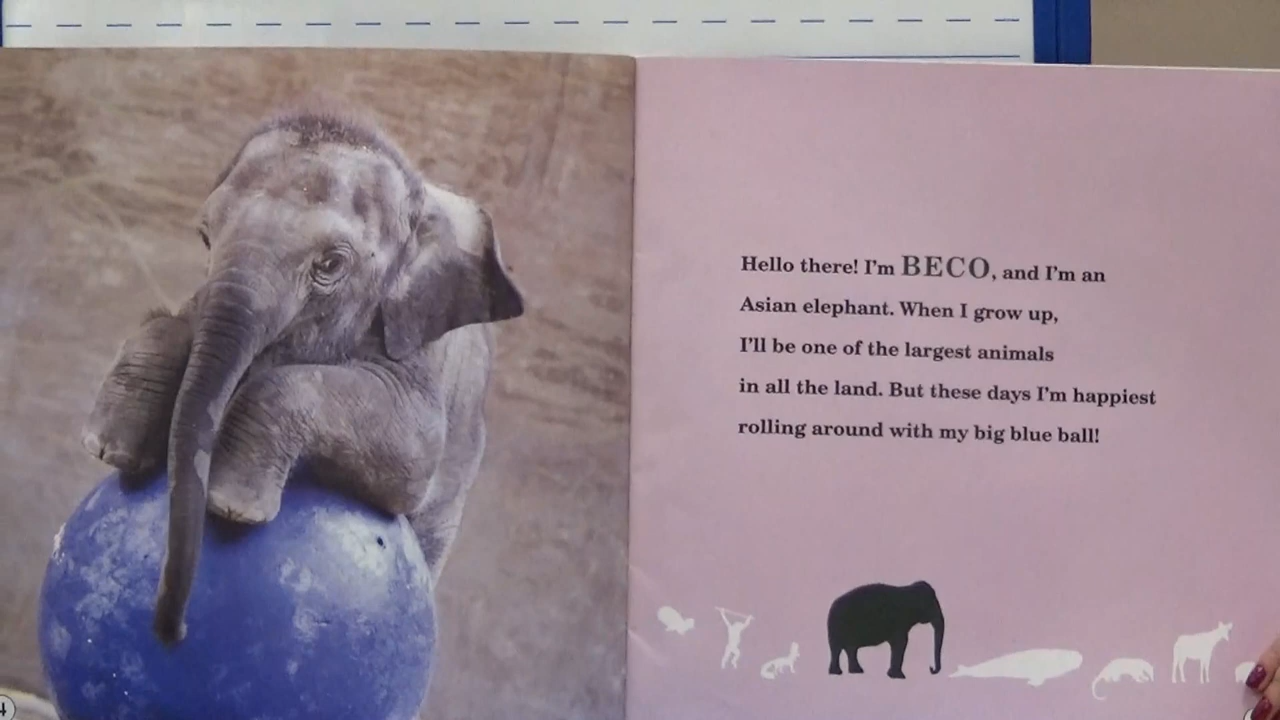 Hello there! I'm BECO, and I'm an
Asian elephant. When I grow up,
I'll be one of the largest animals
in all the land. But these days I'm happiest
rolling around with my big blue ball!
4